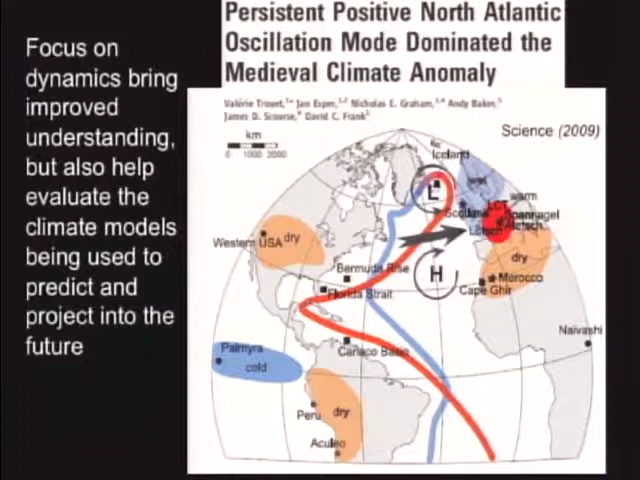 Persistent Positive North Atlantic
Oscillation Mode Dominated the
Medieval Climate Anomaly
Focus on
dynamics bring
improved
understanding,
but also help
evaluate the
climate models
being used to
predict and
project into the
future
Valérie Trouet, Jan Esper, Nicholas E. Graham, Andy Baker,
James D. Scourse, David C. Frank
Science (2009)
km
0 1000 2000
Iceland
L
wet
warm
Scotland
Spannagel
Western USA
dry
Bermuda Rise
H
dry
Morocco
Cape Ghir
Florida Strait
Naivashi
Palmyra
cold
Cariaco Basin
Peru
dry
Aculeo